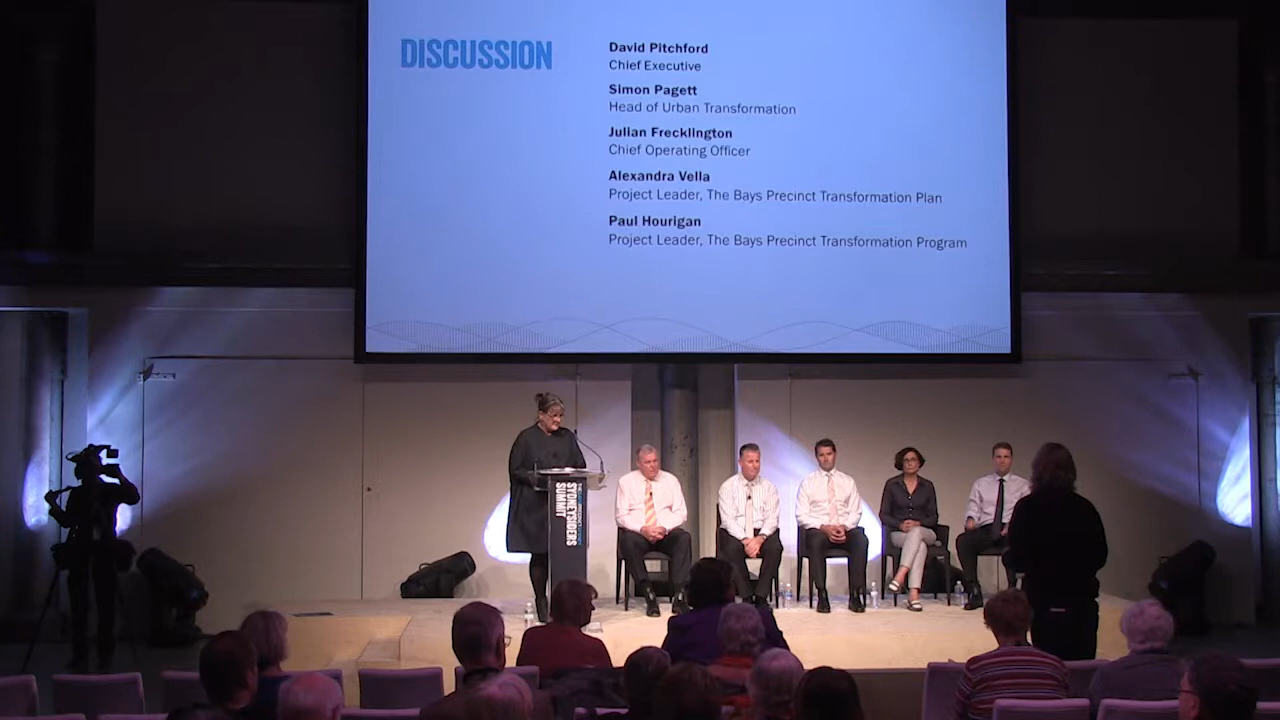 DISCUSSION
David Pitchford
Chief Executive
Simon Pagett
Head of Urban Transformation
Julian Frecklington
Chief Operating Officer
Alexandra Vella
Project Leader, The Bays Precinct Transformation Plan
Paul Hourigan
Project Leader, The Bays Precinct Transformation Program
SYDNEYSIDERS
SUMMIT